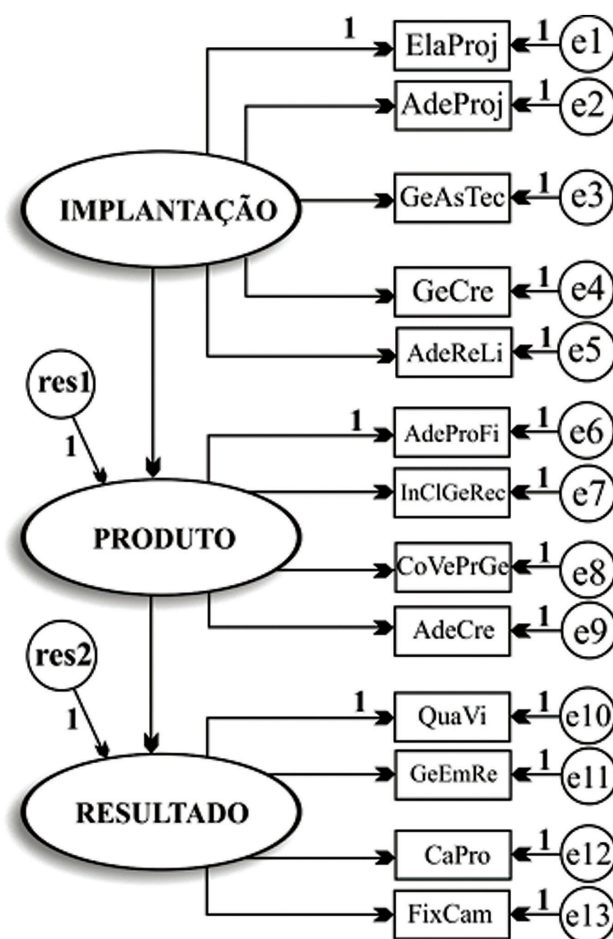 1 ElaProj 1 e1
AdeProj 1 e2
IMPLANTAÇÃO GeAsTec 1 e3
GeCre 1 e4
AdeReLi 1 e5
res1
1
1 AdeProFi 1 e6
InClGeRec 1 e7
PRODUTO
CoVePrGe 1 e8
AdeCre 1 e9
res2
1
1 QuaVi 1 e10
GeEmRe 1 e11
RESULTADO
CaPro 1 e12
FixCam 1 e13